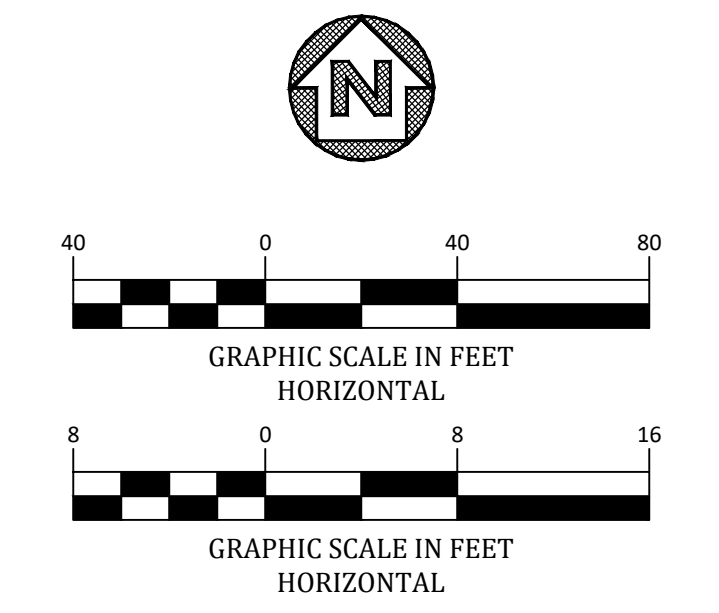 N
40 0 40 80
GRAPHIC SCALE IN FEET
HORIZONTAL
8 0 8 16
GRAPHIC SCALE IN FEET
HORIZONTAL